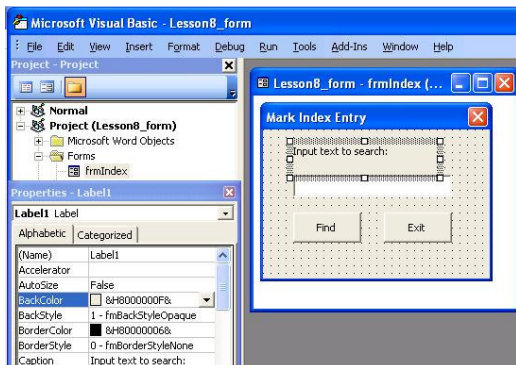 Microsoft Visual Basic - Lesson8_form
File Edit View Insert Format Debug Run Tools Add-Ins Window Help
Project - Project
Normal
Project (Lesson8_form)
Microsoft Word Objects
Forms
frmIndex
Properties - Label1
Label1 Label
Alphabetic Categorized
(Name) Label1
Accelerator
AutoSize False
BackColor &H8000000F&
BackStyle 1 - fmBackStyleOpaque
BorderColor &H80000006&
BorderStyle 0 - fmBorderStyleNone
Caption Input text to search:
Lesson8_form - frmIndex (...
Mark Index Entry
Input text to search:
Find Exit